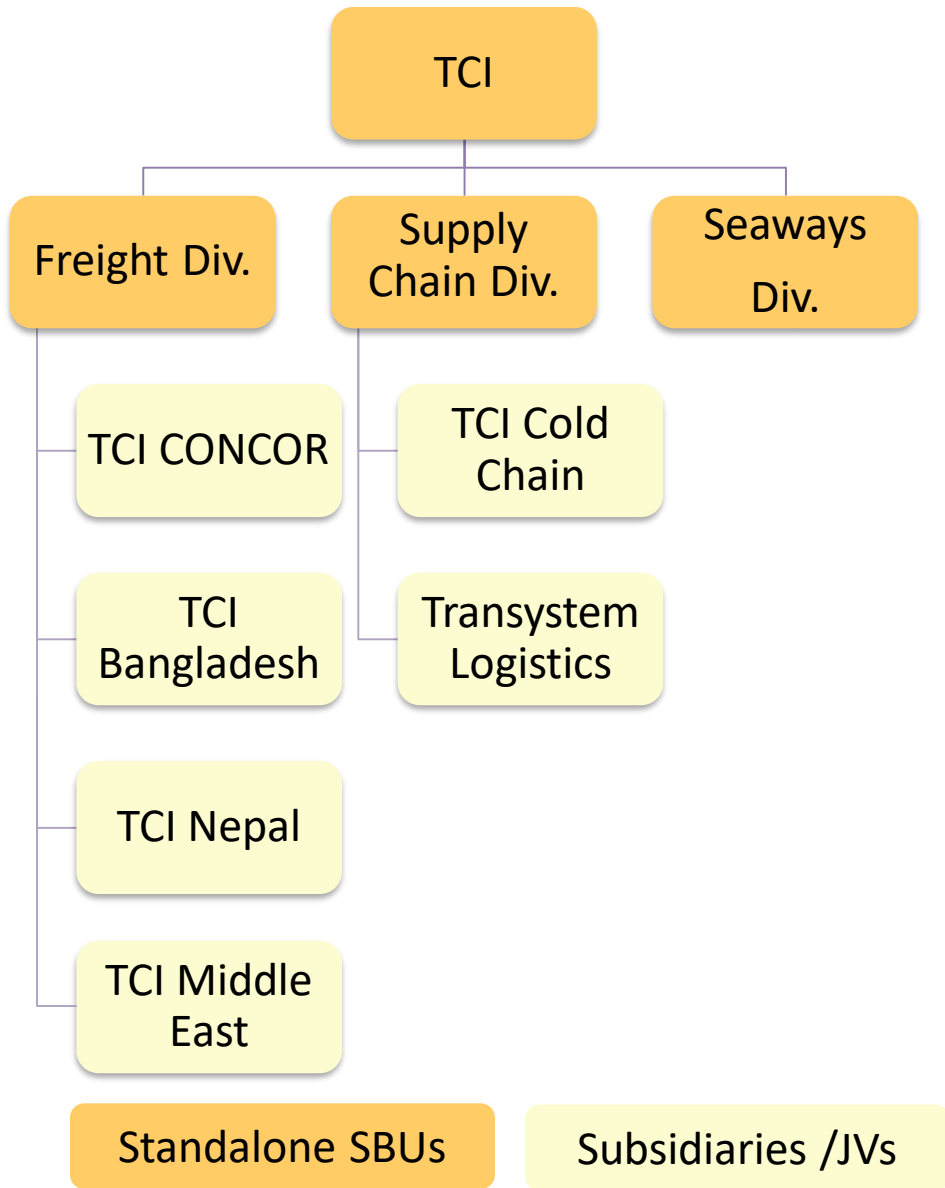 TCI
Freight Div.
Supply
Chain Div.
Seaways
Div.
TCI CONCOR
TCI
Bangladesh
TCI Nepal
TCI Middle
East
TCI Cold
Chain
Transystem
Logistics
Standalone SBUs
Subsidiaries /JVs